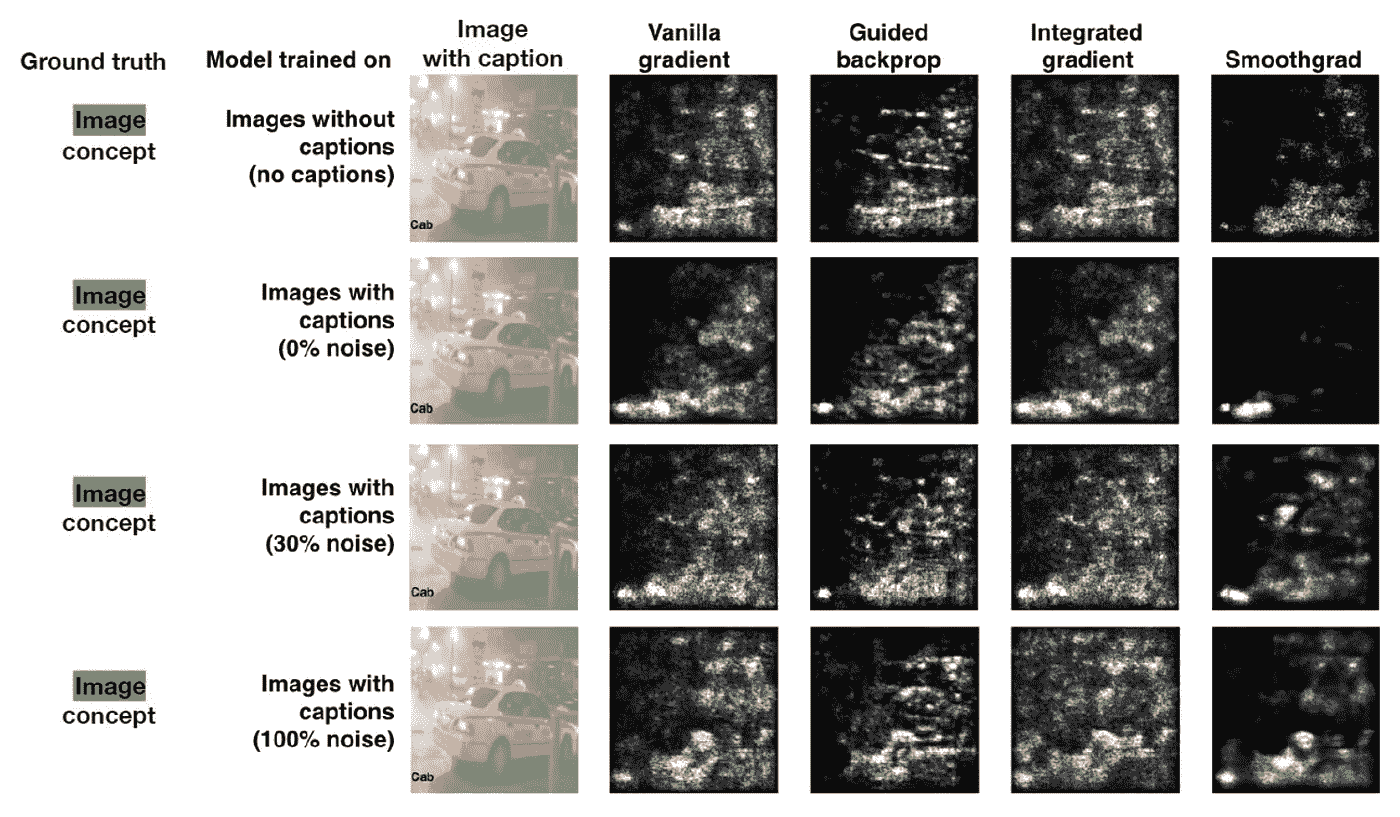 Ground truth
Model trained on
Image
with caption
Vanilla
gradient
Guided
backprop
Integrated
gradient
Smoothgrad
Image
concept
Images without
captions
(no captions)
Cab
Image
concept
Images with
captions
(0% noise)
Cab
Image
concept
Images with
captions
(30% noise)
Cab
Image
concept
Images with
captions
(100% noise)
Cab